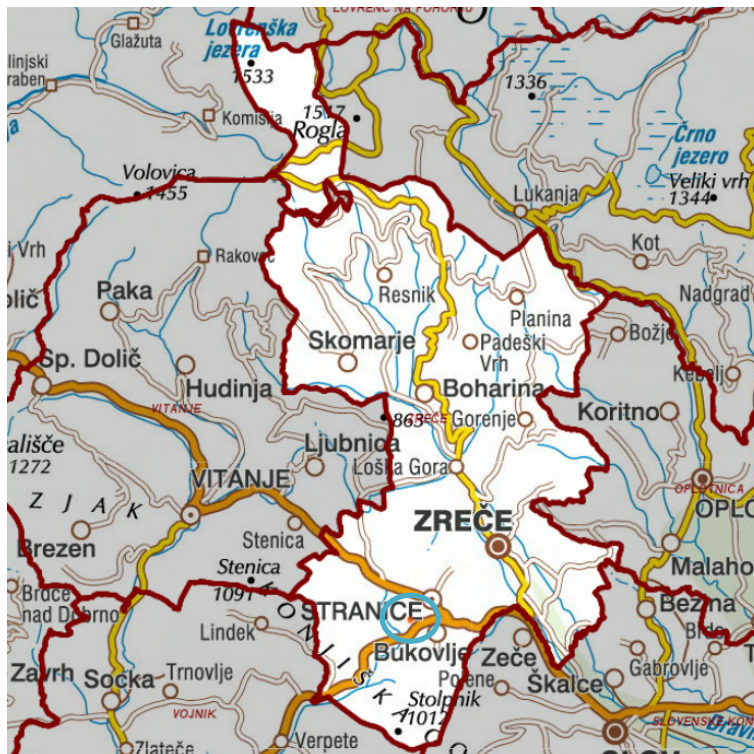 LOVRENC NA POHORJU
Glažuta
Lovrenška
jezera
1533
1336
Komisija
1517
Rogla
Črno
jezero
Volovica
1455
Veliki vrh
1344
Lukanja
Kot
Rakovec
Resnik
Nadgrad
Paka
Planina
Skomarje
Padeški
Vrh
Božje
Sp. Dolič
Kebelj
Hudinja
Boharina
VITANJE
863
ZREČE
Gorenje
Koritno
1272
Ljubnica
Loška Gora
VITANJE
OPLOTNICA
OPLO
Z J A K
Stenica
ZREČE
Brezen
Malaho
Stenica
1091
Brdce
nad Dobrno
STRANICE
Bezina
Lindek
K O N J I Š K A
Bukovlje
Zeče
Brdo
Gabrovlje
Zavrh
Trnovlje
Socka
Polene
Škalce
Stolpnik
1012
VOJNIK
SLOVENSKE KON
Verpete
Zlateče